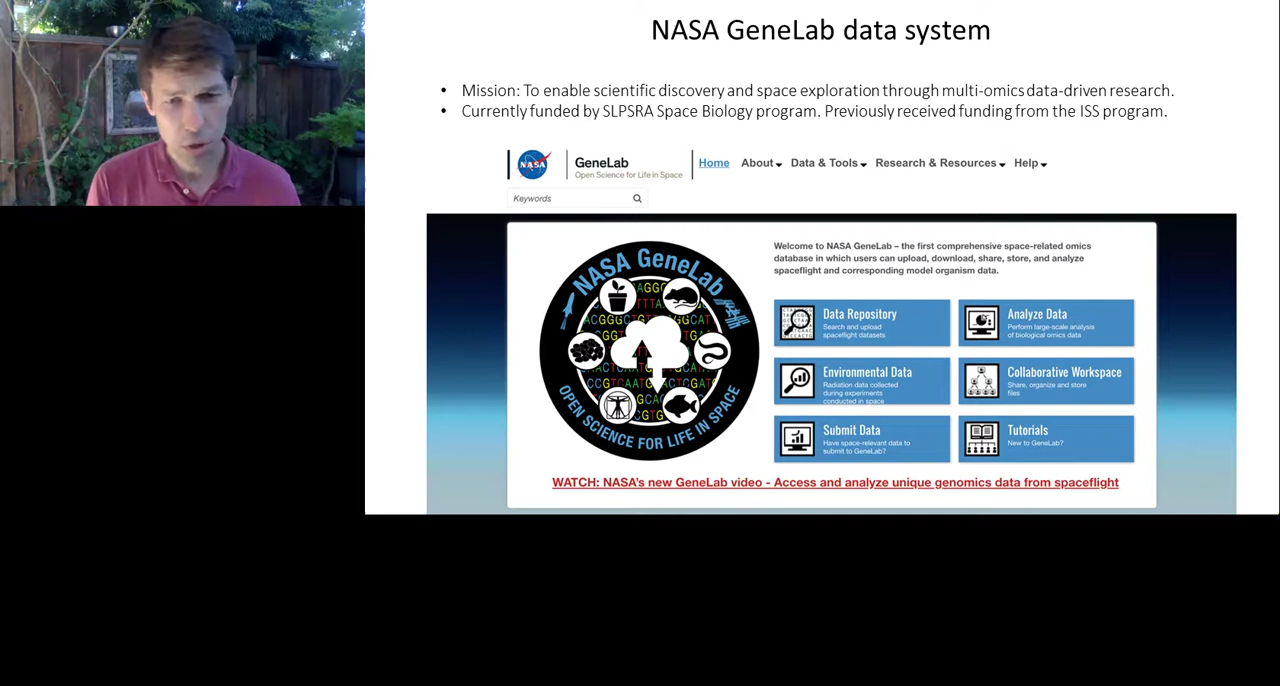 NASA GeneLab data system
• Mission: To enable scientific discovery and space exploration through multi-omics data-driven research.
• Currently funded by SLPSRA Space Biology program. Previously received funding from the ISS program.
NASA
GeneLab
Open Science for Life in Space
Home About Data & Tools Research & Resources Help
Keywords
NASA GeneLab
OPEN SCIENCE FOR LIFE IN SPACE
Welcome to NASA GeneLab – the first comprehensive space-related omics
database in which users can upload, download, share, store, and analyze
spaceflight and corresponding model organism data.
Data Repository
Search and upload
spaceflight datasets
Analyze Data
Perform large-scale analysis
of biological omics data
Environmental Data
Radiation data collected
during experiments
conducted in space
Collaborative Workspace
Share, organize and store
files
Submit Data
Have space-relevant data to
submit to GeneLab?
Tutorials
New to GeneLab?
WATCH: NASA's new GeneLab video - Access and analyze unique genomics data from spaceflight